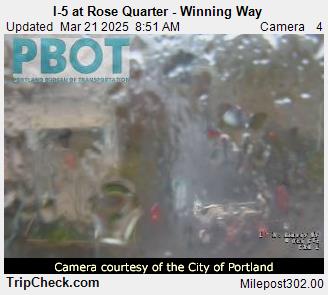 I-5 at Rose Quarter - Winning Way
Updated Mar 21 2025 8:51 AM Camera 4
PBOT
PORTLAND BUREAU OF TRANSPORTATION
Camera courtesy of the City of Portland
TripCheck.com Milepost302.00